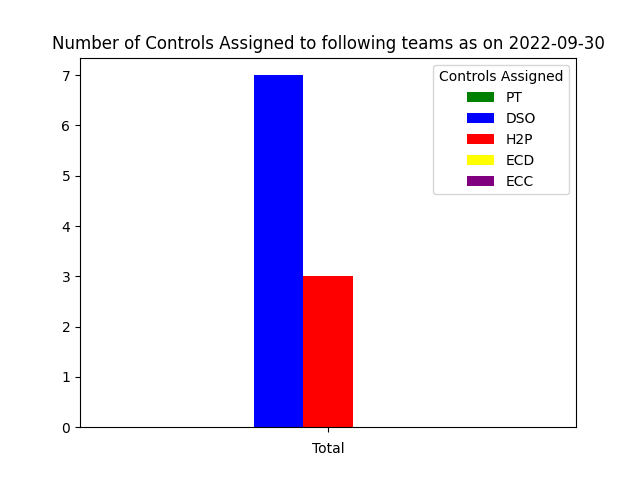 Number of Controls Assigned to following teams as on 2022-09-30
7
6
5
4
3
2
1
0
Controls Assigned
PT
DSO
H2P
ECD
ECC
Total